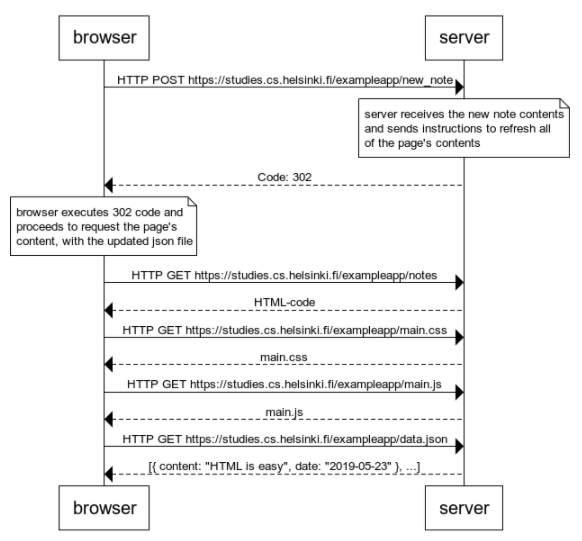 browser
server
HTTP POST https://studies.cs.helsinki.fi/exampleapp/new_note
server receives the new note contents
and sends instructions to refresh all
of the page's contents
Code: 302
browser executes 302 code and
proceeds to request the page's
content, with the updated json file
HTTP GET https://studies.cs.helsinki.fi/exampleapp/notes
HTML-code
HTTP GET https://studies.cs.helsinki.fi/exampleapp/main.css
main.css
HTTP GET https://studies.cs.helsinki.fi/exampleapp/main.js
main.js
HTTP GET https://studies.cs.helsinki.fi/exampleapp/data.json
[{ content: "HTML is easy", date: "2019-05-23" }, ...]
browser
server